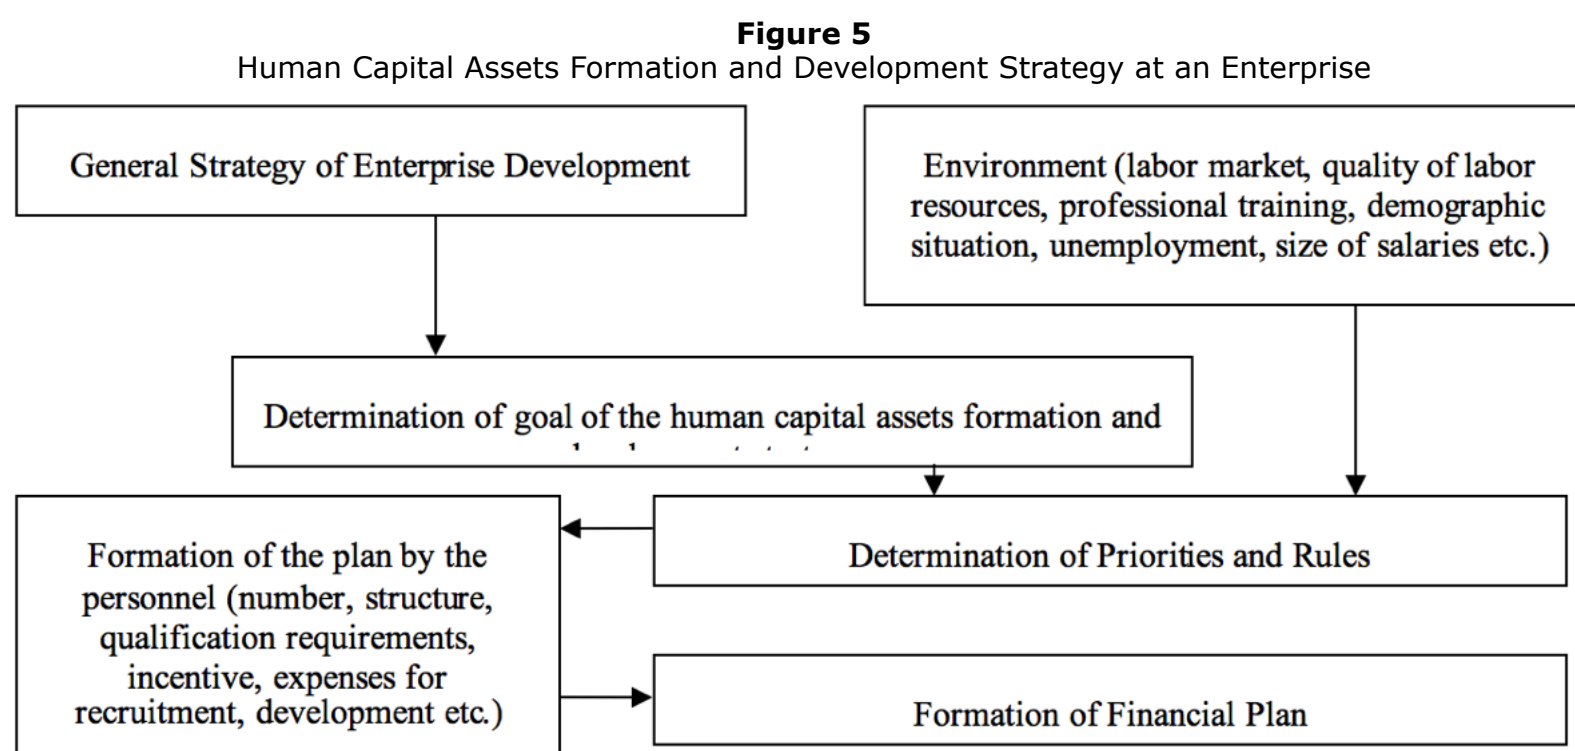 Figure 5
Human Capital Assets Formation and Development Strategy at an Enterprise
General Strategy of Enterprise Development
Environment (labor market, quality of labor
resources, professional training, demographic
situation, unemployment, size of salaries etc.)
Determination of goal of the human capital assets formation and
Determination of Priorities and Rules
Formation of the plan by the
personnel (number, structure,
qualification requirements,
incentive, expenses for
recruitment, development etc.)
Formation of Financial Plan